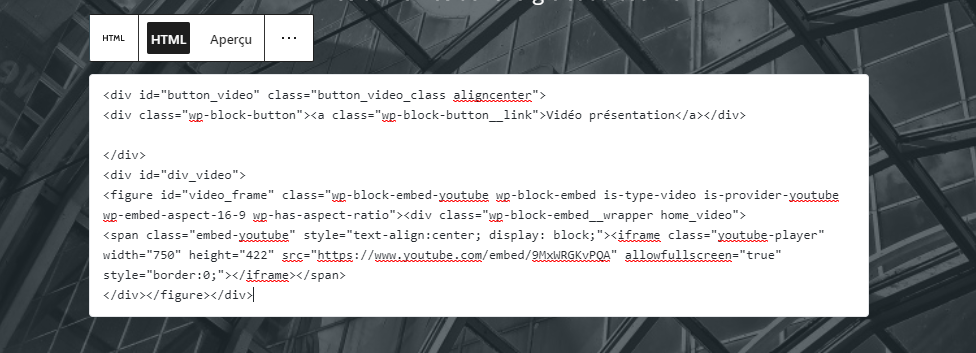 HTML
HTML Aperçu ...
<div id="button_video" class="button_video_class aligncenter">
<div class="wp-block-button"><a class="wp-block-button__link">Vidéo présentation</a></div>
</div>
<div id="div_video">
<figure id="video_frame" class="wp-block-embed-youtube wp-block-embed is-type-video is-provider-youtube
wp-embed-aspect-16-9 wp-has-aspect-ratio"><div class="wp-block-embed__wrapper home_video">
<span class="embed-youtube" style="text-align:center; display: block;"><iframe class="youtube-player"
width="750" height="422" src="https://www.youtube.com/embed/9MxWRGKvPQA" allowfullscreen="true"
style="border:0;"></iframe></span>
</div></figure></div>